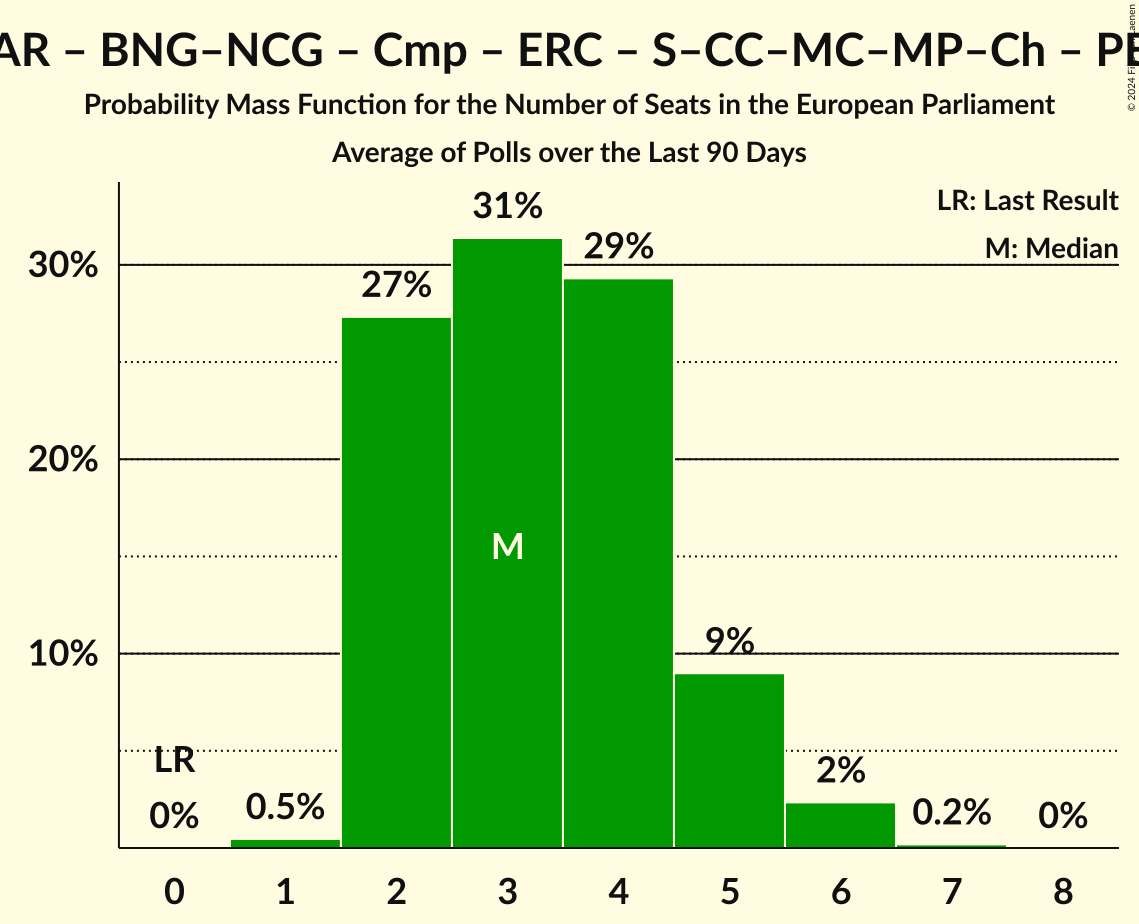 AR – BNG–NCG – Cmp – ERC – S–CC–MC–MP–Ch – PE
Probability Mass Function for the Number of Seats in the European Parliament
Average of Polls over the Last 90 Days
© 2024
LR: Last Result
M: Median
31%
29%
27%
30%
20%
M
10%
9%
LR
2%
0%
0.5%
0.2%
0%
0 1 2 3 4 5 6 7 8